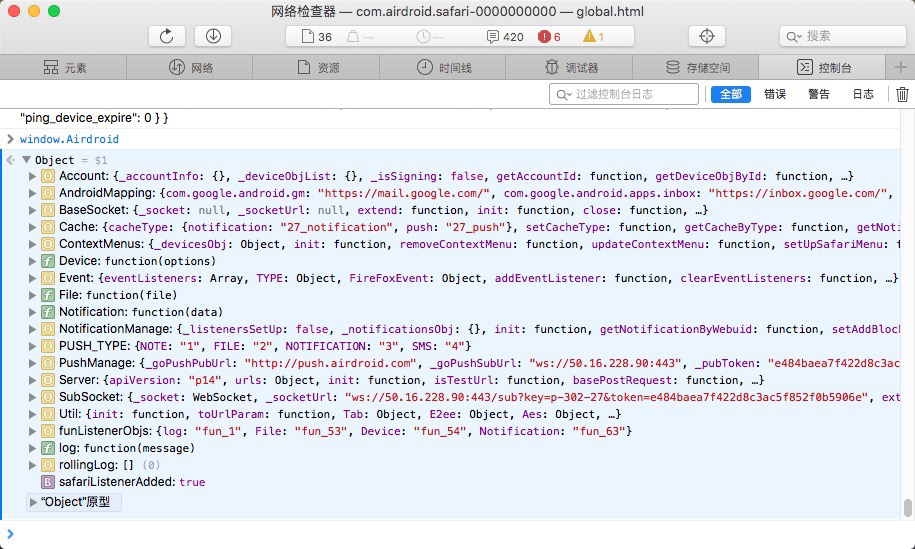 网络检查器 — com.airdroid.safari-0000000000 — global.html
36 — — 420 6 1 搜索
元素 网络 资源 时间线 调试器 存储空间 控制台
过滤控制台日志 全部 错误 警告 日志
"ping_device_expire": 0 } }
window.Airdroid
Object = $1
Account: {_accountInfo: {}, _deviceObjList: {}, _isSigning: false, getAccountId: function, getDeviceObjById: function, …}
AndroidMapping: {com.google.android.gm: "https://mail.google.com/", com.google.android.apps.inbox: "https://inbox.google.com/",
BaseSocket: {_socket: null, _socketUrl: null, extend: function, init: function, close: function, …}
Cache: {cacheType: {notification: "27_notification", push: "27_push"}, setCacheType: function, getCacheByType: function, getNoti
ContextMenus: {_devicesObj: Object, init: function, removeContextMenu: function, updateContextMenu: function, setUpSafariMenu: f
Device: function(options)
Event: {eventListeners: Array, TYPE: Object, FireFoxEvent: Object, addEventListener: function, clearEventListeners: function, …}
File: function(file)
Notification: function(data)
NotificationManage: {_listenersSetUp: false, _notificationsObj: {}, init: function, getNotificationByWebuid: function, setAddBlock
PUSH_TYPE: {NOTE: "1", FILE: "2", NOTIFICATION: "3", SMS: "4"}
PushManage: {_goPushPubUrl: "http://push.airdroid.com", _goPushSubUrl: "ws://50.16.228.90:443", _pubToken: "e484baea7f422d8c3ac
Server: {apiVersion: "p14", urls: Object, init: function, isTestUrl: function, basePostRequest: function, …}
SubSocket: {_socket: WebSocket, _socketUrl: "ws://50.16.228.90:443/sub?key=p-302-27&token=e484baea7f422d8c3ac5f852f0b5906e", ext
Util: {init: function, toUrlParam: function, Tab: Object, E2ee: Object, Aes: Object, …}
funListenerObjs: {log: "fun_1", File: "fun_53", Device: "fun_54", Notification: "fun_63"}
log: function(message)
rollingLog: [] (0)
safariListenerAdded: true
“Object”原型